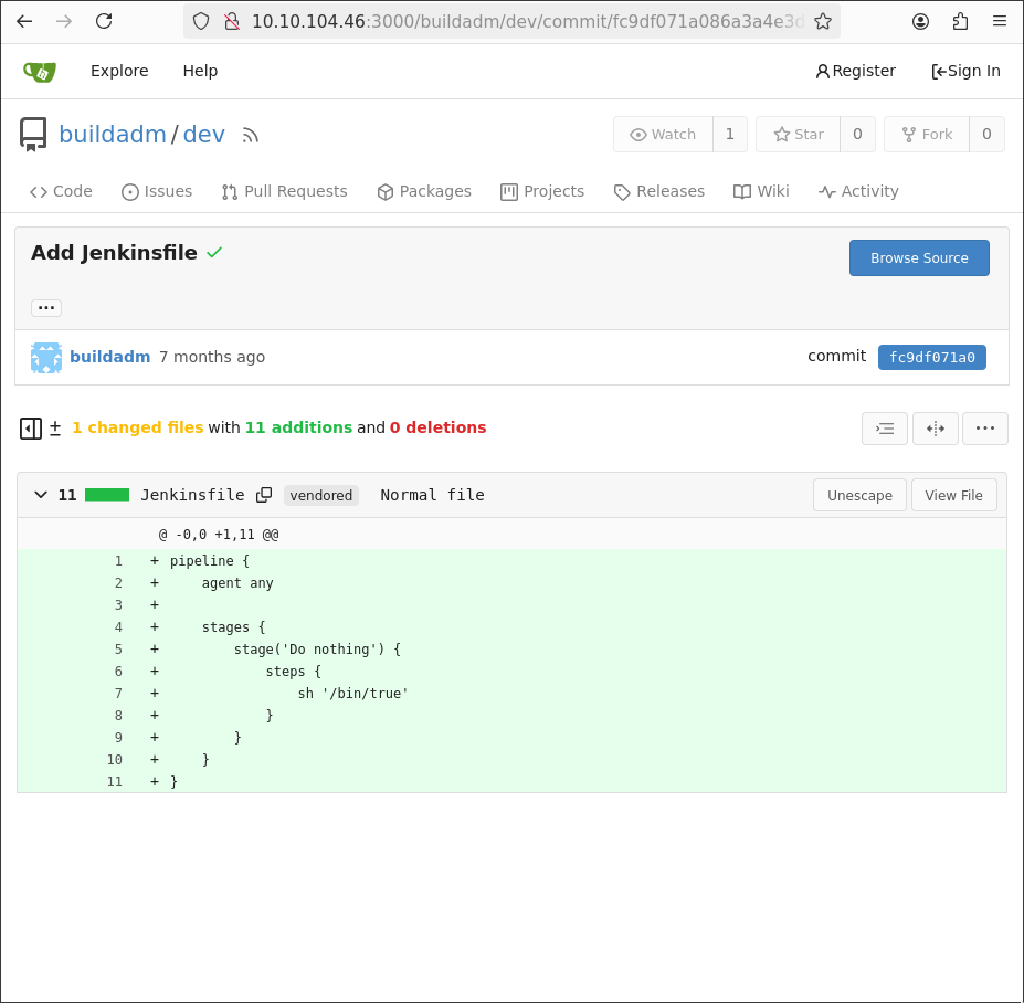 10.10.104.46:3000/buildadm/dev/commit/fc9df071a086a3a4e3d
Explore Help Register Sign In
buildadm/dev Watch 1 Star 0 Fork 0
Code Issues Pull Requests Packages Projects Releases Wiki Activity
Add Jenkinsfile Browse Source
...
buildadm 7 months ago commit fc9df071a0
± 1 changed files with 11 additions and 0 deletions
11 Jenkinsfile vendored Normal file Unescape View File
@ -0,0 +1,11 @@
1 + pipeline {
2 +     agent any
3 +
4 +     stages {
5 +         stage('Do nothing') {
6 +             steps {
7 +                 sh '/bin/true'
8 +             }
9 +         }
10 +     }
11 + }